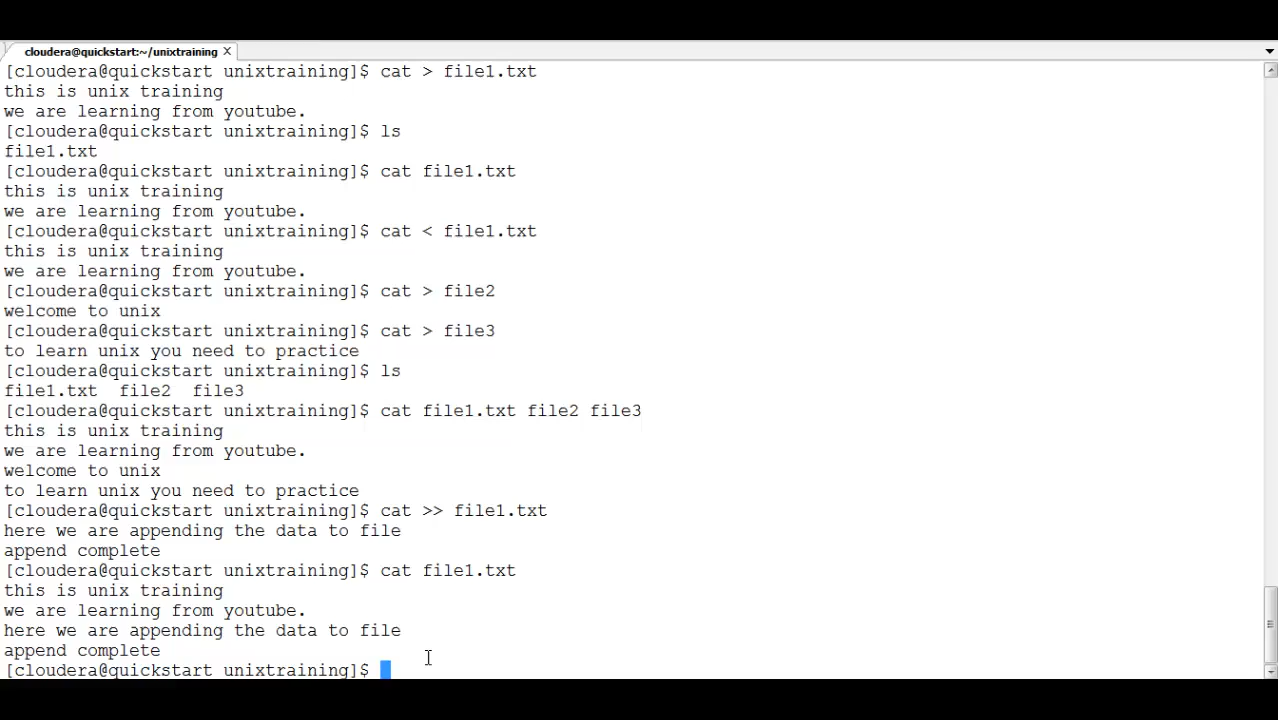 cloudera@quickstart:~/unixtraining X
[cloudera@quickstart unixtraining]$ cat > file1.txt
this is unix training
we are learning from youtube.
[cloudera@quickstart unixtraining]$ ls
file1.txt
[cloudera@quickstart unixtraining]$ cat file1.txt
this is unix training
we are learning from youtube.
[cloudera@quickstart unixtraining]$ cat < file1.txt
this is unix training
we are learning from youtube.
[cloudera@quickstart unixtraining]$ cat > file2
welcome to unix
[cloudera@quickstart unixtraining]$ cat > file3
to learn unix you need to practice
[cloudera@quickstart unixtraining]$ ls
file1.txt  file2  file3
[cloudera@quickstart unixtraining]$ cat file1.txt file2 file3
this is unix training
we are learning from youtube.
welcome to unix
to learn unix you need to practice
[cloudera@quickstart unixtraining]$ cat >> file1.txt
here we are appending the data to file
append complete
[cloudera@quickstart unixtraining]$ cat file1.txt
this is unix training
we are learning from youtube.
here we are appending the data to file
append complete
[cloudera@quickstart unixtraining]$